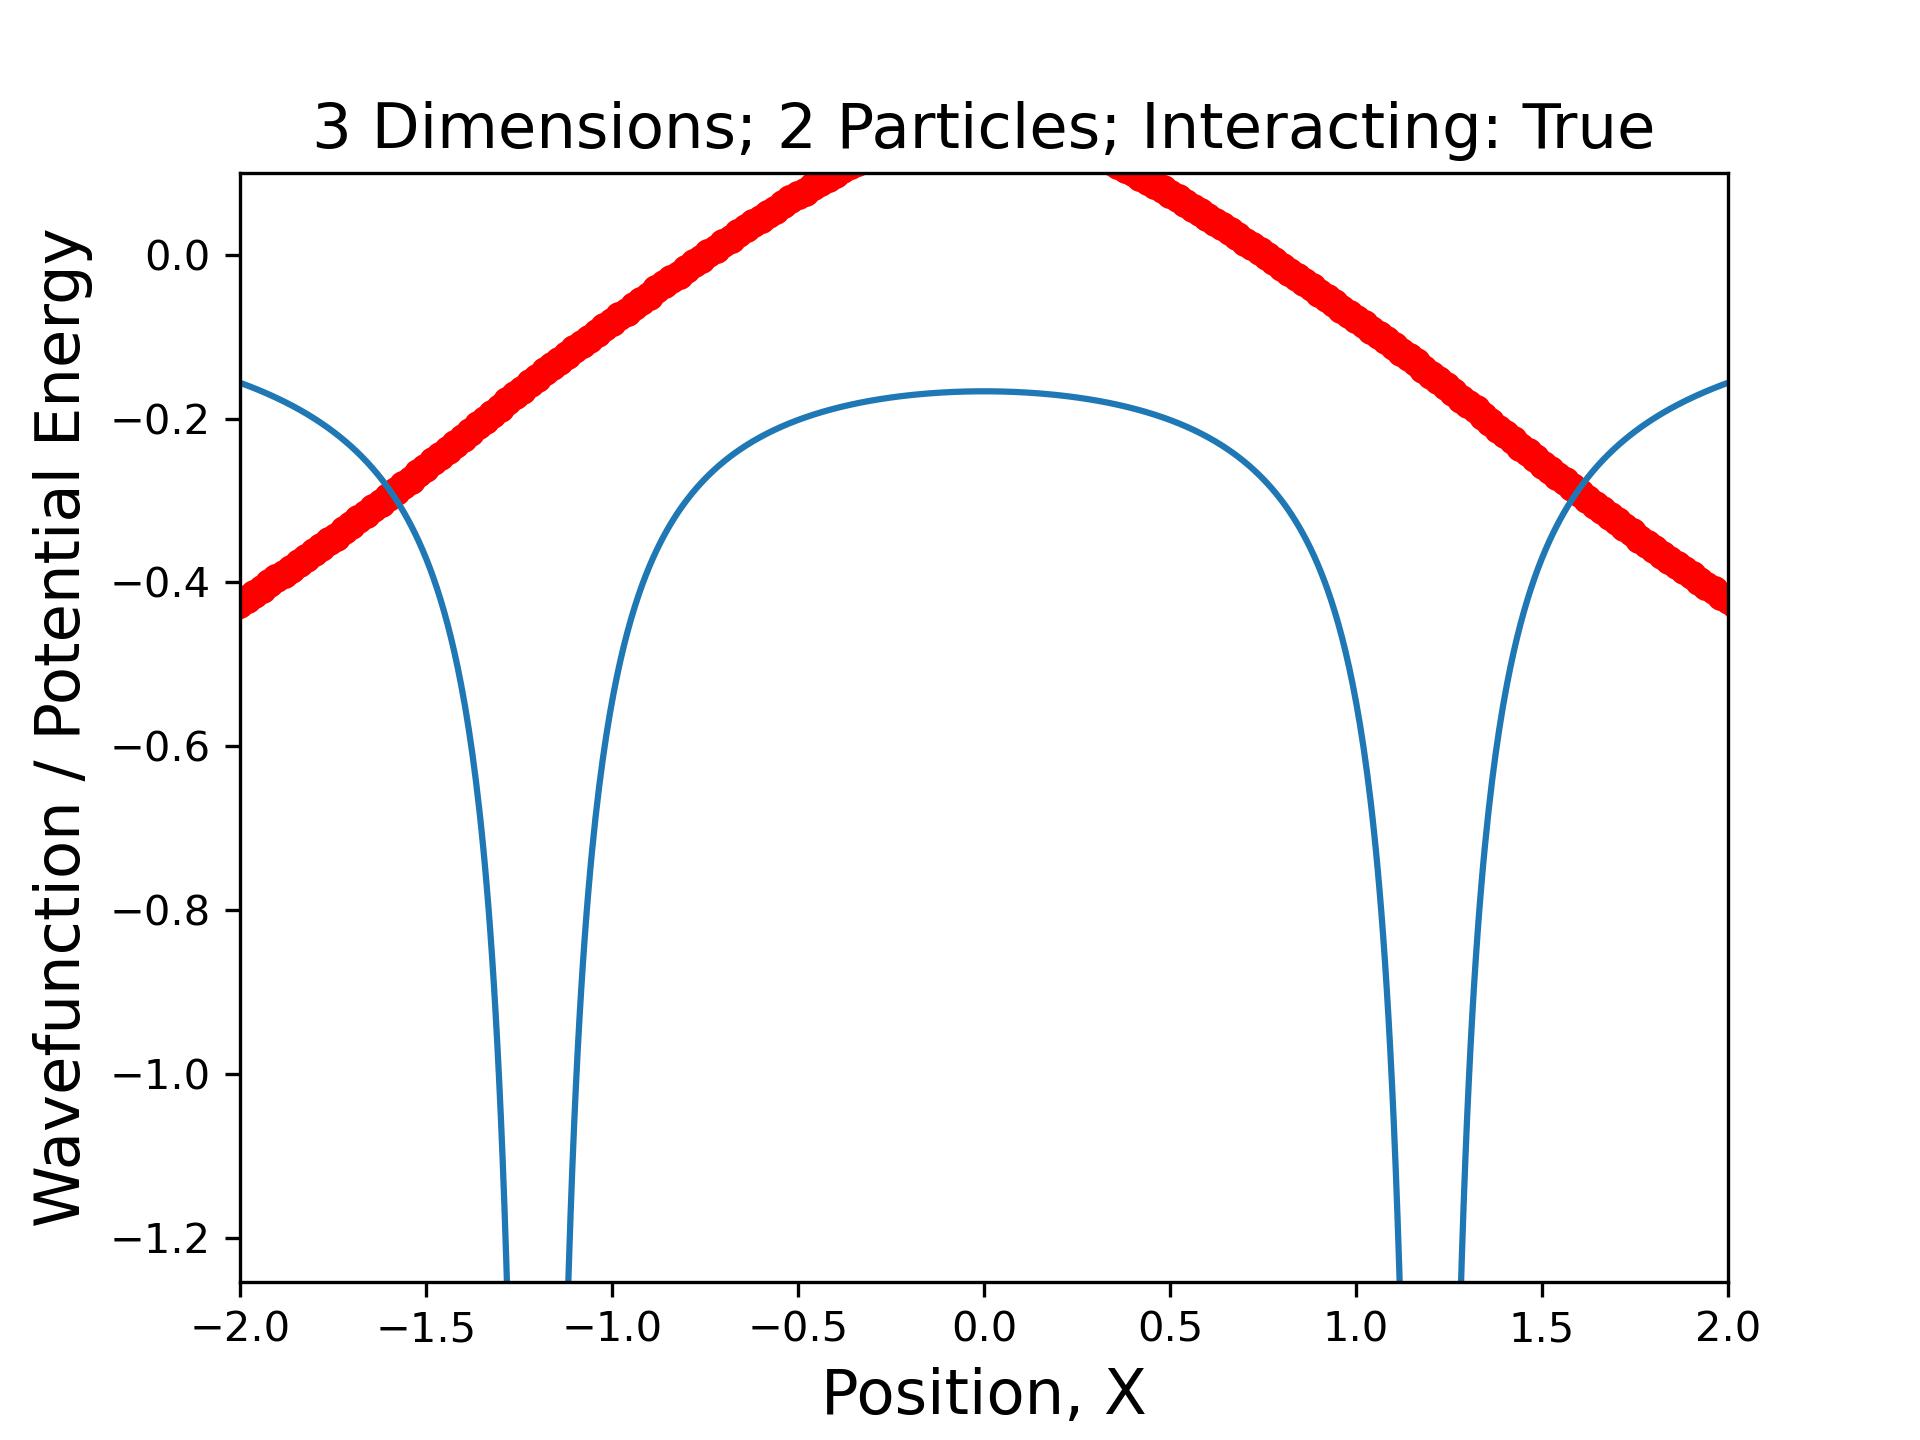 3 Dimensions; 2 Particles; Interacting: True
Wavefunction / Potential Energy
0.0
−0.2
−0.4
−0.6
−0.8
−1.0
−1.2
−2.0 −1.5 −1.0 −0.5 0.0 0.5 1.0 1.5 2.0
Position, X